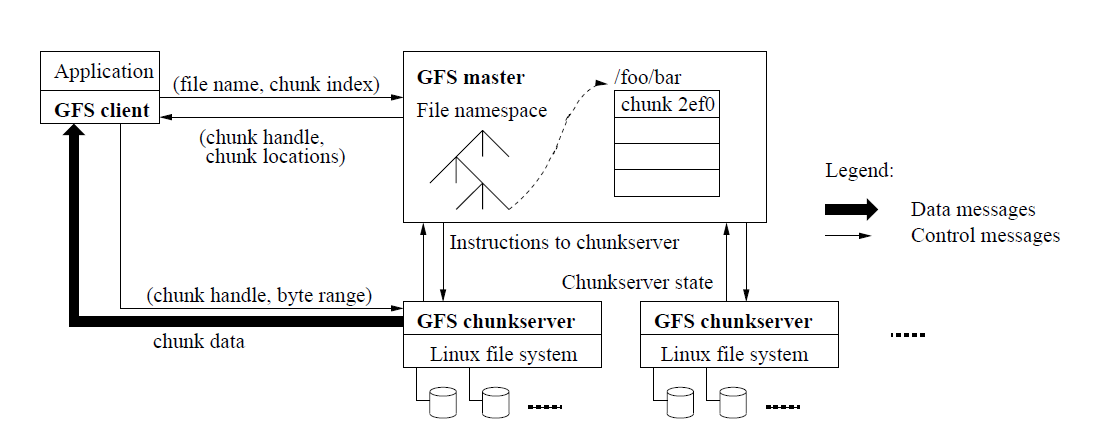 Application
GFS client
(file name, chunk index)
(chunk handle,
chunk locations)
GFS master
File namespace
/foo/bar
chunk 2ef0
Legend:
Data messages
Control messages
Instructions to chunkserver
Chunkserver state
(chunk handle, byte range)
chunk data
GFS chunkserver
Linux file system
GFS chunkserver
Linux file system